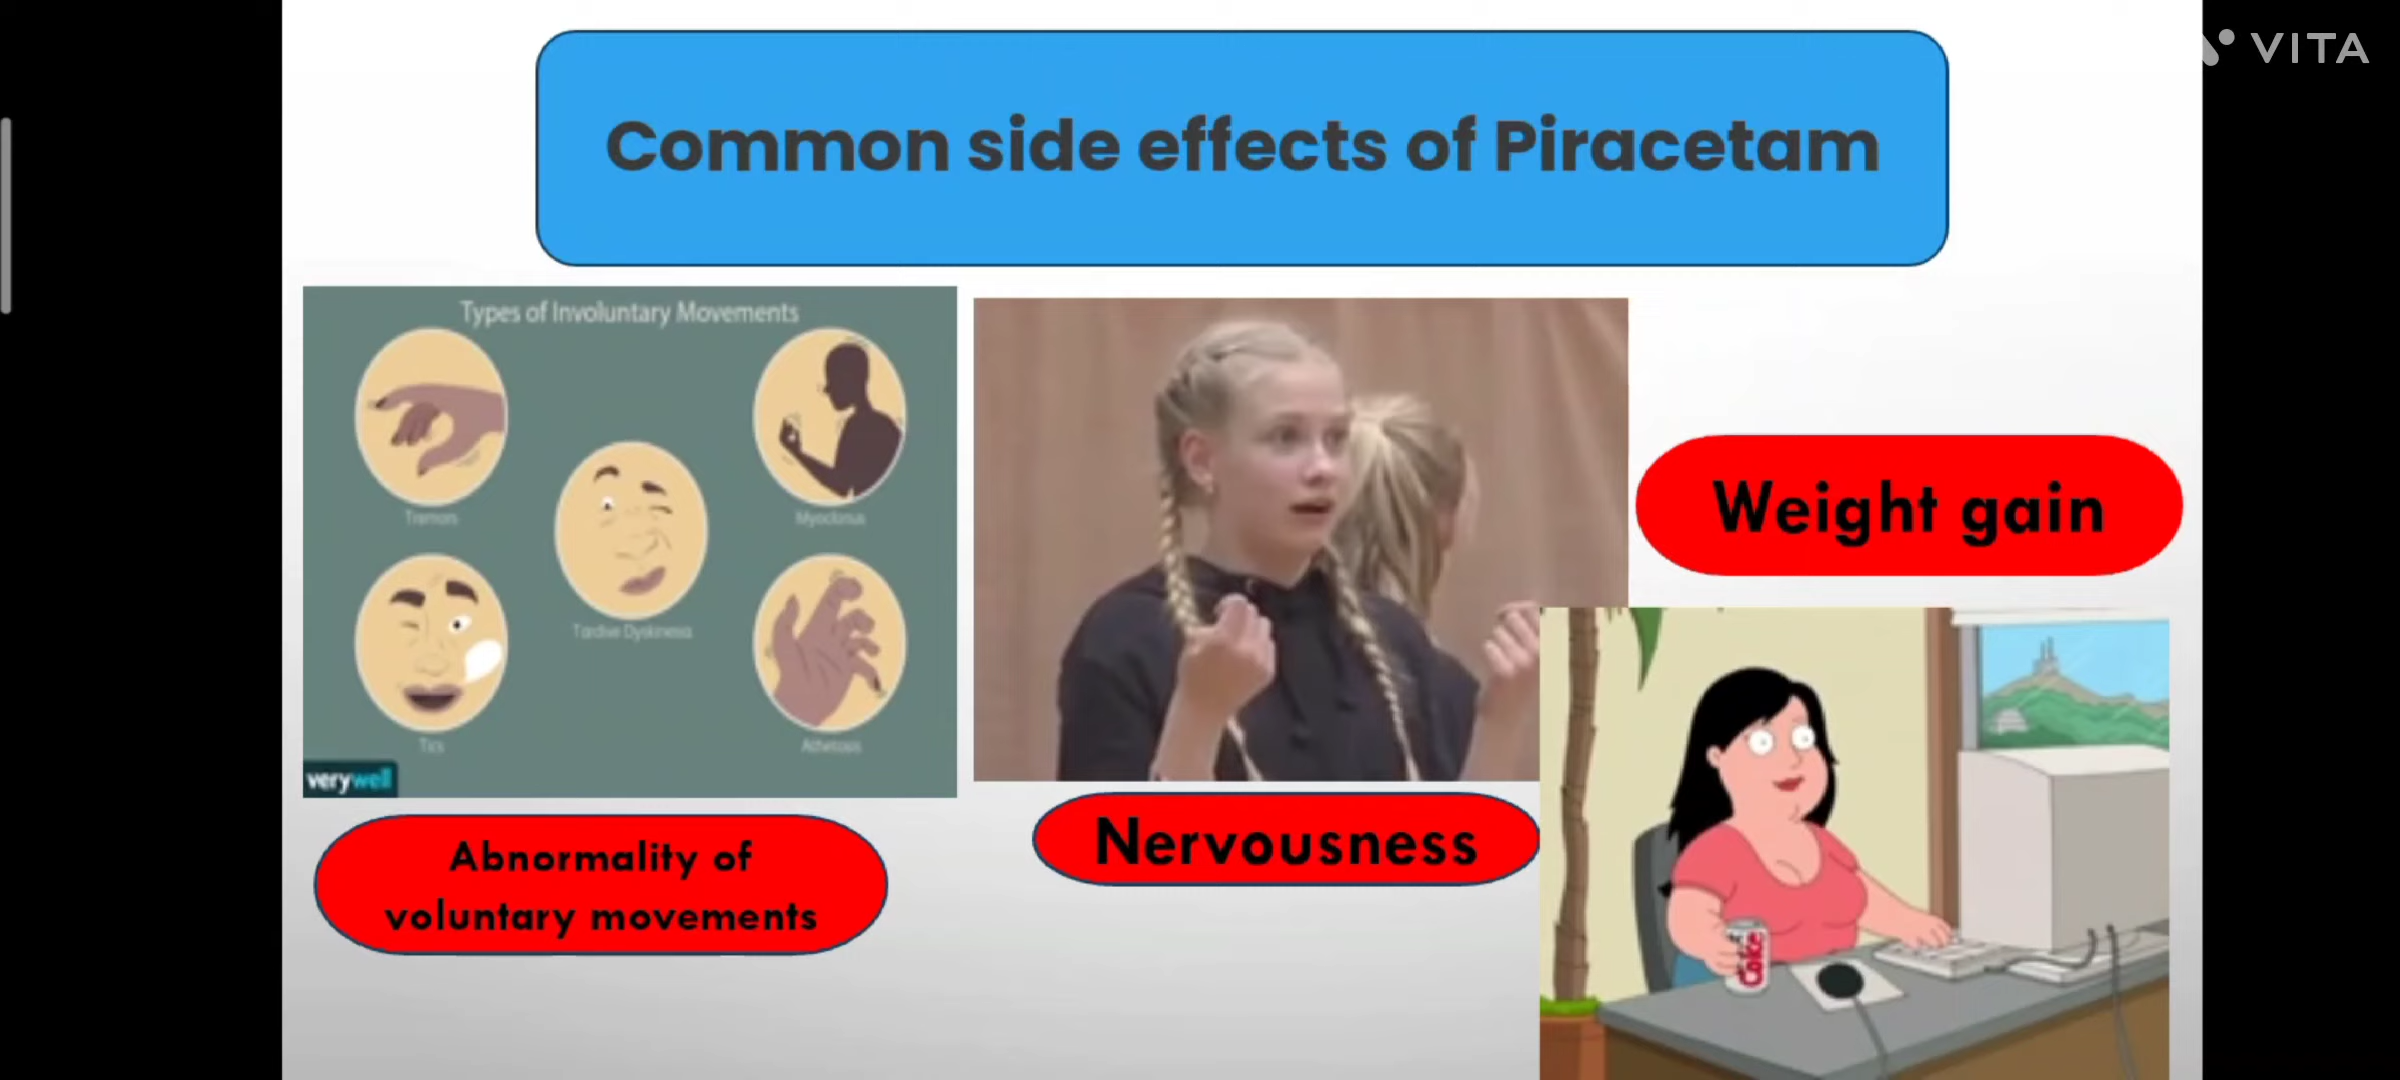 VITA
Common side effects of Piracetam
Types of Involuntary Movements
Tremors
Myoclonus
Tardive Dyskinesia
Tics
Athetosis
verywell
Abnormality of
voluntary movements
Nervousness
Weight gain
Coke